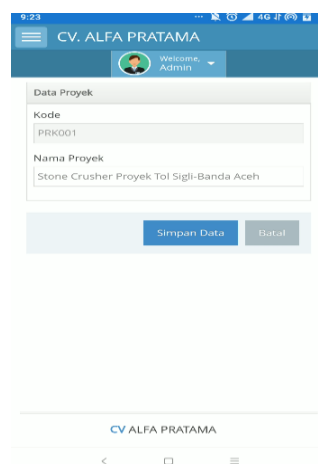 9:23
... 4G
CV. ALFA PRATAMA
Welcome,
Admin
Data Proyek
Kode
PRK001
Nama Proyek
Stone Crusher Proyek Tol Sigli-Banda Aceh
Simpan Data
Batal
CV ALFA PRATAMA